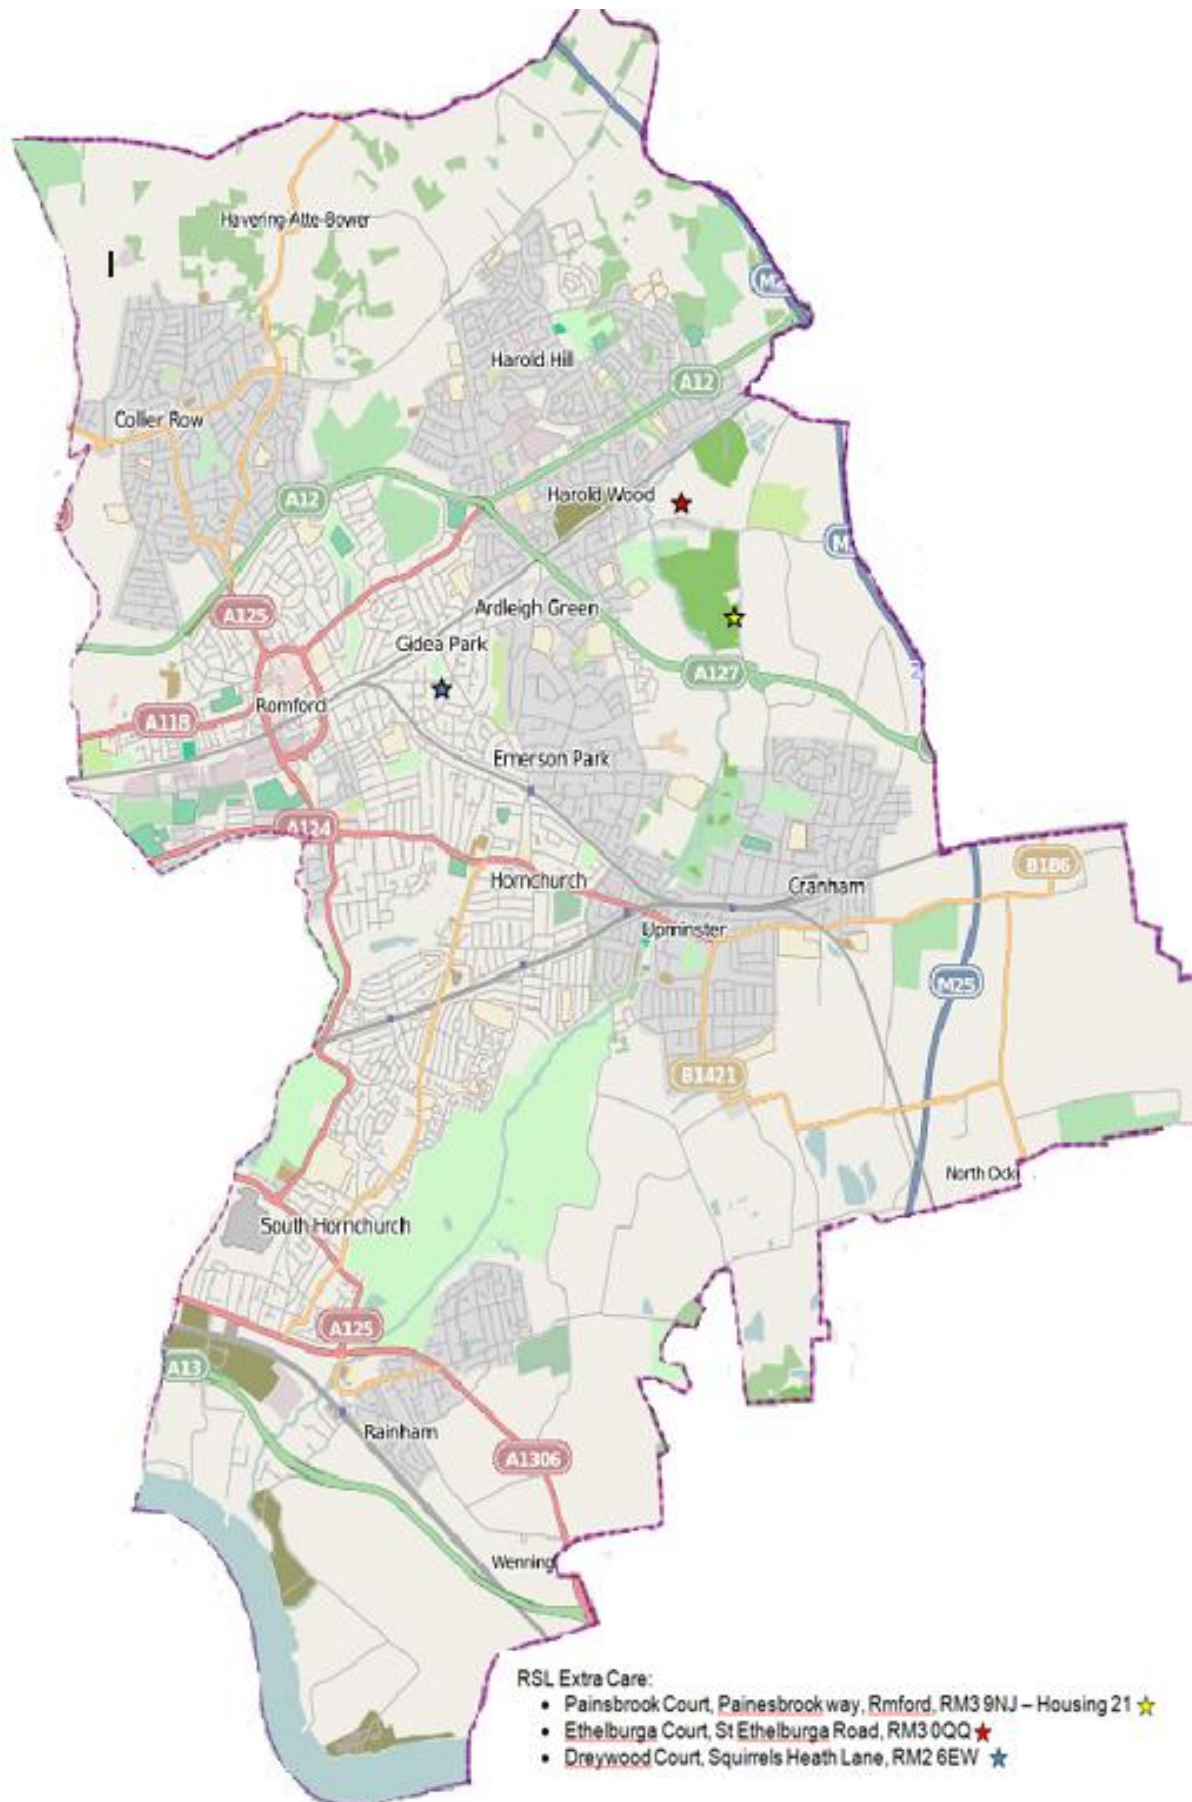 Havering-Atte-Bower
I
M2
Harold Hill
A12
Collier Row
Harold Wood
A12
M
Ardleigh Green
A125
Gidea Park
A127
2
Romford
A118
Emerson Park
A124
B186
Hornchurch
Cranham
Upminster
M25
B1421
North Ock
South Hornchurch
A125
A13
Rainham
A1306
Wenning
RSL Extra Care:
• Painsbrook Court, Painesbrook way, Rmford, RM3 9NJ – Housing 21
• Ethelburga Court, St Ethelburga Road, RM3 0QQ
• Dreywood Court, Squirrels Heath Lane, RM2 6EW